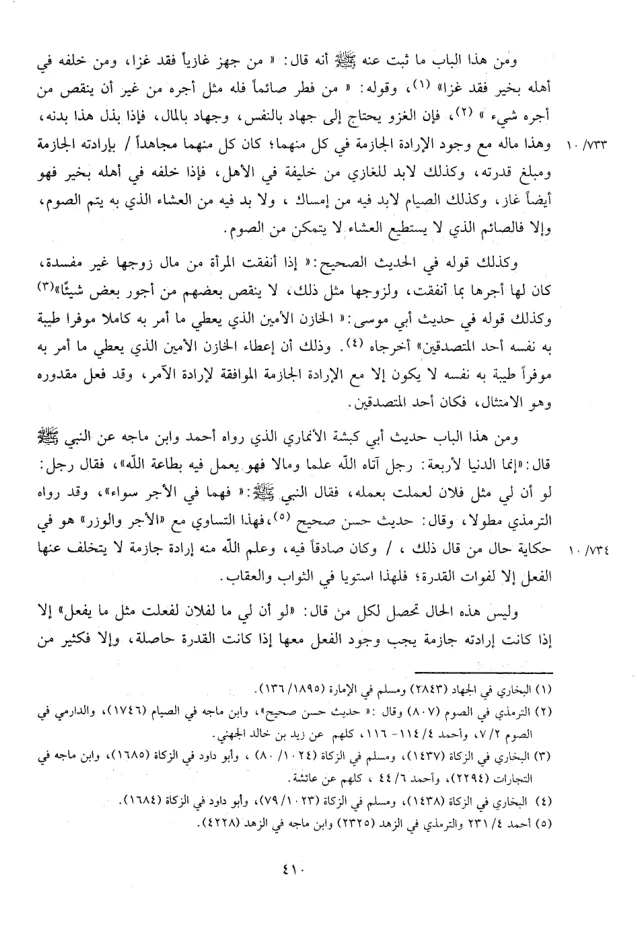 ومن هذا الباب ما ثبت عنه ﷺ أنه قال: « من جهز غازياً فقد غزا، ومن خلفه في
أهله بخير فقد غزا» (١)، وقوله: « من فطر صائماً فله مثل أجره من غير أن ينقص من
أجره شيء » (٢)، فإن الغزو يحتاج إلى جهاد بالنفس، وجهاد بالمال، فإذا بذل هذا بدنه،
١٠/٧٣٣ وهذا ماله مع وجود الإرادة الجازمة في كل منهما؛ كان كل منهما مجاهداً / بإرادته الجازمة
ومبلغ قدرته، وكذلك لابد للغازي من خليفة في الأهل، فإذا خلفه في أهله بخير فهو
أيضاً غاز، وكذلك الصيام لابد فيه من إمساك ، ولا بد فيه من العشاء الذي به يتم الصوم،
وإلا فالصائم الذي لا يستطيع العشاء لا يتمكن من الصوم.
وكذلك قوله في الحديث الصحيح:« إذا أنفقت المرأة من مال زوجها غير مفسدة،
كان لها أجرها بما أنفقت، ولزوجها مثل ذلك، لا ينقص بعضهم من أجور بعض شيئًا»(٣)
وكذلك قوله في حديث أبي موسى:« الخازن الأمين الذي يعطي ما أمر به كاملا موفرا طيبة
به نفسه أحد المتصدقين» أخرجاه (٤). وذلك أن إعطاء الخازن الأمين الذي يعطي ما أمر به
موفراً طيبة به نفسه لا يكون إلا مع الإرادة الجازمة الموافقة لإرادة الآمر، وقد فعل مقدوره
وهو الامتثال، فكان أحد المتصدقين.
ومن هذا الباب حديث أبي كبشة الأنماري الذي رواه أحمد وابن ماجه عن النبي ﷺ
قال:«إنما الدنيا لأربعة: رجل آتاه الله علما ومالا فهو يعمل فيه بطاعة الله»، فقال رجل:
لو أن لي مثل فلان لعملت بعمله، فقال النبي ﷺ:« فهما في الأجر سواء»، وقد رواه
الترمذي مطولا، وقال: حديث حسن صحيح (٥)،فهذا التساوي مع «الأجر والوزر» هو في
١٠/٧٣٤ حكاية حال من قال ذلك ، / وكان صادقاً فيه، وعلم الله منه إرادة جازمة لا يتخلف عنها
الفعل إلا لفوات القدرة؛ فلهذا استويا في الثواب والعقاب.
وليس هذه الحال تحصل لكل من قال: «لو أن لي ما لفلان لفعلت مثل ما يفعل» إلا
إذا كانت إرادته جازمة يجب وجود الفعل معها إذا كانت القدرة حاصلة، وإلا فكثير من
(١) البخاري في الجهاد (٢٨٤٣) ومسلم في الإمارة (١٨٩٥/ ١٣٦).
(٢) الترمذي في الصوم (٨٠٧) وقال :« حديث حسن صحيح»، وابن ماجه في الصيام (١٧٤٦)، والدارمي في
الصوم ٢/ ٧، وأحمد ٤/ ١١٤– ١١٦، كلهم عن زيد بن خالد الجهني.
(٣) البخاري في الزكاة (١٤٣٧)، ومسلم في الزكاة (١٠٢٤/ ٨٠) ، وأبو داود في الزكاة (١٦٨٥)، وابن ماجه في
التجارات (٢٢٩٤)، وأحمد ٦/ ٤٤ ، كلهم عن عائشة.
(٤) البخاري في الزكاة (١٤٣٨)، ومسلم في الزكاة (١٠٢٣/ ٧٩)، وأبو داود في الزكاة (١٦٨٤).
(٥) أحمد ٤/ ٢٣١ والترمذي في الزهد (٢٣٢٥) وابن ماجه في الزهد (٤٢٢٨).
٤١٠